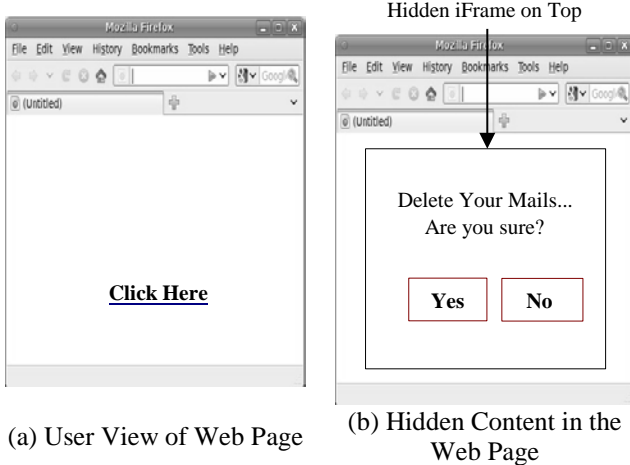 Mozilla Firefox
File Edit View History Bookmarks Tools Help
Googl
(Untitled)
Click Here
(a) User View of Web Page
Hidden iFrame on Top
Mozilla Firefox
File Edit View History Bookmarks Tools Help
Googl
(Untitled)
Delete Your Mails...
Are you sure?
Yes No
(b) Hidden Content in the
Web Page